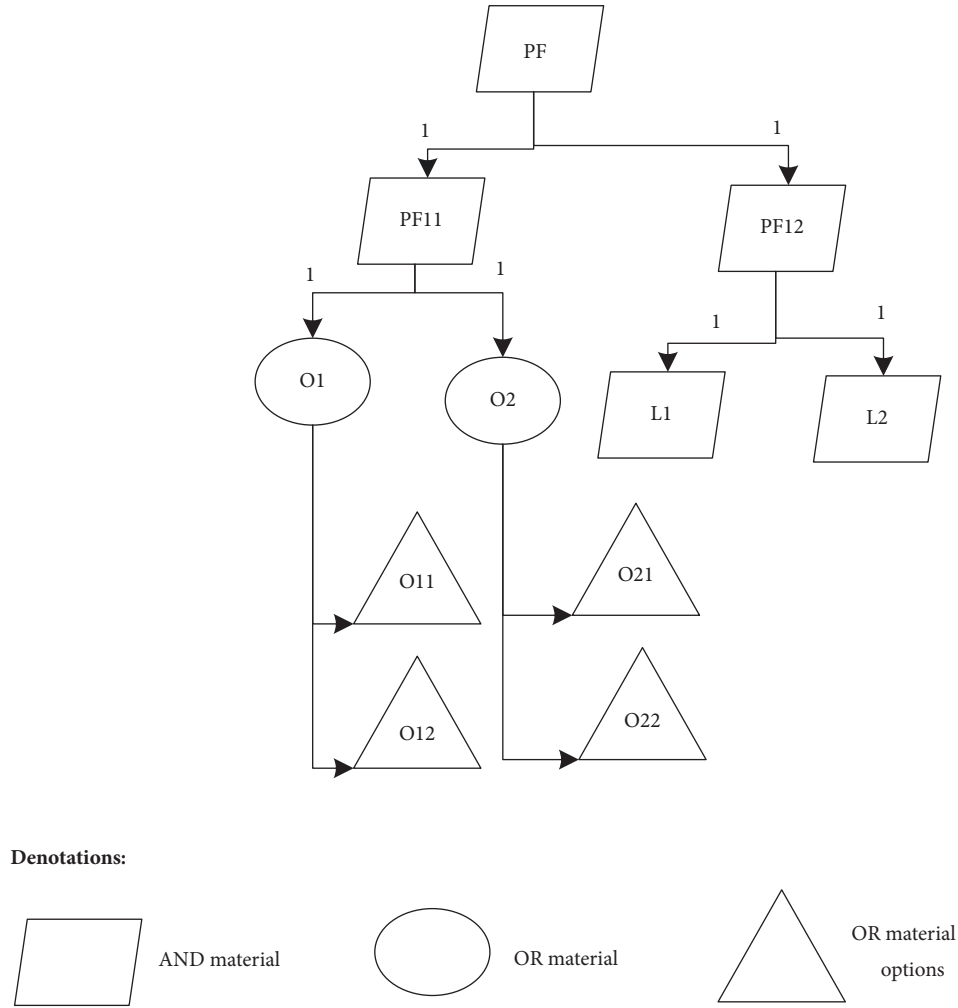 PF
1
1
PF11
PF12
1
1
1
1
O1
O2
L1
L2
O11
O21
O12
O22
Denotations:
AND material
OR material
OR material
options